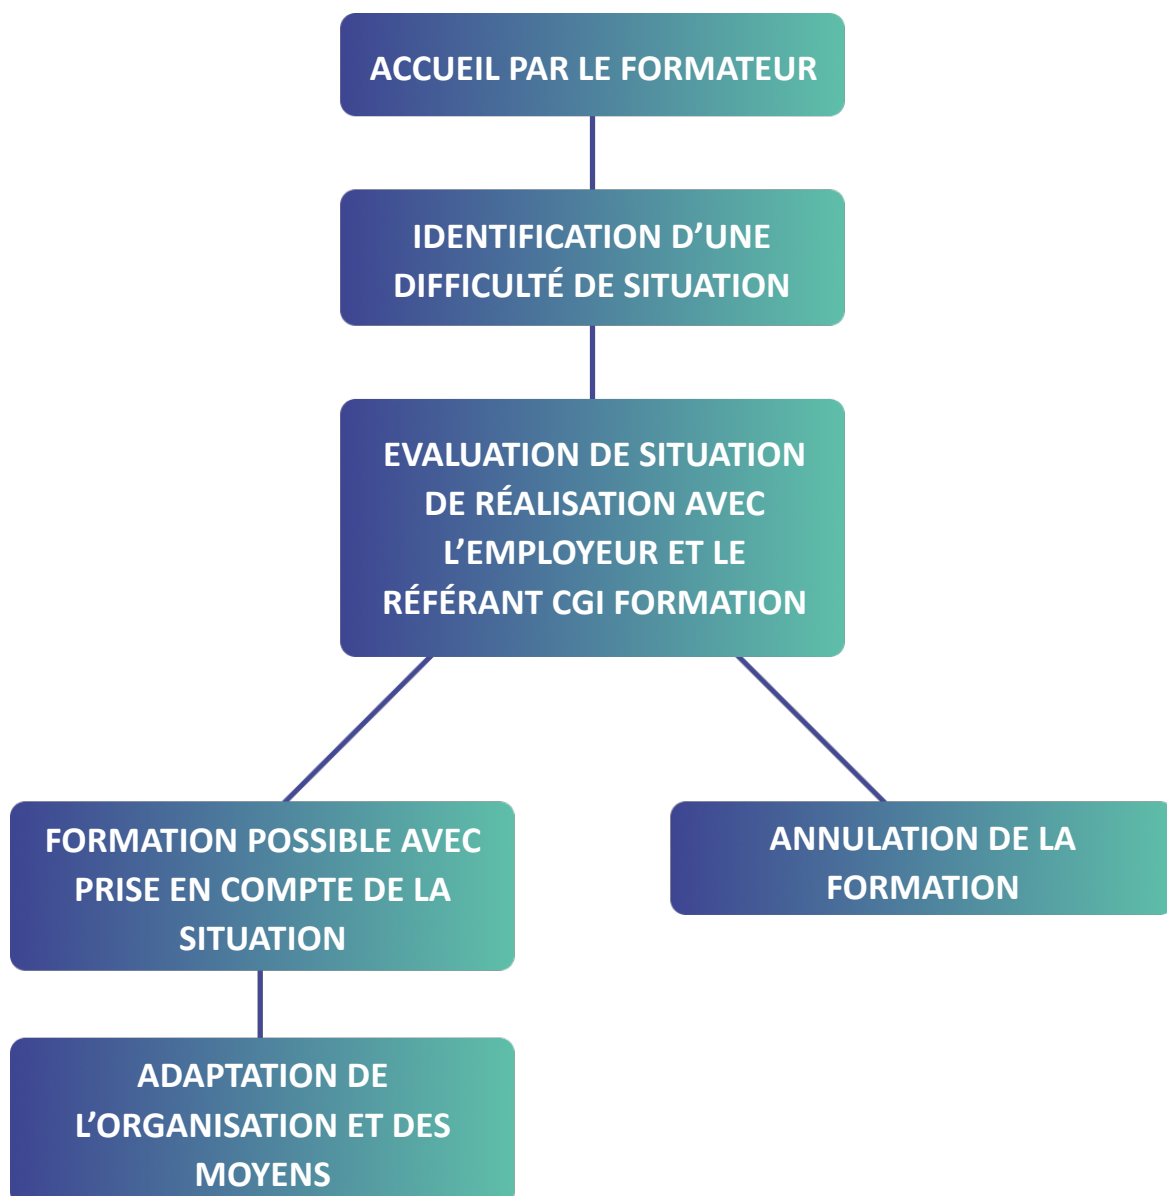 ACCUEIL PAR LE FORMATEUR
IDENTIFICATION D’UNE
DIFFICULTÉ DE SITUATION
EVALUATION DE SITUATION
DE RÉALISATION AVEC
L’EMPLOYEUR ET LE
RÉFÉRANT CGI FORMATION
FORMATION POSSIBLE AVEC
PRISE EN COMPTE DE LA
SITUATION
ANNULATION DE LA
FORMATION
ADAPTATION DE
L’ORGANISATION ET DES
MOYENS